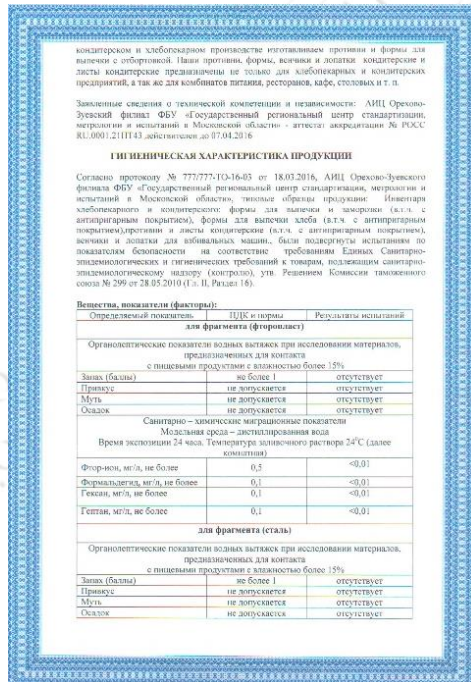 кондитерском и хлебопекарном производстве изготавливаем противни и формы для
выпечки с отбортовкой. Наши противни, формы, венчики и лопатки кондитерские и
листы кондитерские предназначены не только для хлебопекарных и кондитерских
предприятий, а так же для комбинатов питания, ресторанов, кафе, столовых и т. з.
Заявленные сведения о технической компетенции и независимости: АИЦ Орехово-
Зуевский филиал ФБУ «Государственный региональный центр стандартизации,
метрологии и испытаний в Московской области» - аттестат аккредитации № РОСС
RU.0001.21ПТ43 действителен до 07.04.2016
ГИГИЕНИЧЕСКАЯ ХАРАКТЕРИСТИКА ПРОДУКЦИИ
Согласно протоколу № 777/777-ТО-16-03 от 18.03.2016, АИЦ Орехово-Зуевского
филиала ФБУ «Государственный региональный центр стандартизации, метрологии и
испытаний в Московской области», типовые образцы продукции: Инвентаря
хлебопекарного и кондитерского: формы для выпечки и заморозки (в.т.ч. с
антипригарным покрытием), формы для выпечки хлеба (в.т.ч. с антипригарным
покрытием),противни и листы кондитерские (в.т.ч. с антипригарным покрытием),
венчики и лопатки для взбивальных машин., были подвергнуты испытаниям по
показателям безопасности на соответствие требованиям Единых Санитарно-
эпидемиологических и гигиенических требований к товарам, подлежащим санитарно-
эпидемиологическому надзору (контролю), утв. Решением Комиссии таможенного
союза № 299 от 28.05.2010 (Гл. II, Раздел 16).
Вещества, показатели (факторы):
Определяемый показатель ПДК и нормы Результаты испытаний
для фрагмента (фторопласт)
Органолептические показатели водных вытяжек при исследовании материалов,
предназначенных для контакта
с пищевыми продуктами с влажностью более 15%
Запах (баллы) не более 1 отсутствует
Привкус не допускается отсутствует
Муть не допускается отсутствует
Осадок не допускается отсутствует
Санитарно – химические миграционные показатели
Модельная среда – дистиллированная вода
Время экспозиции 24 часа. Температура заливочного раствора 24⁰С (далее
комнатная)
Фтор-ион, мг/л, не более 0,5 <0,01
Формальдегид, мг/л, не более 0,1 <0,01
Гексан, мг/л, не более 0,1 <0,01
Гептан, мг/л, не более 0,1 <0,01
для фрагмента (сталь)
Органолептические показатели водных вытяжек при исследовании материалов,
предназначенных для контакта
с пищевыми продуктами с влажностью более 15%
Запах (баллы) не более 1 отсутствует
Привкус не допускается отсутствует
Муть не допускается отсутствует
Осадок не допускается отсутствует